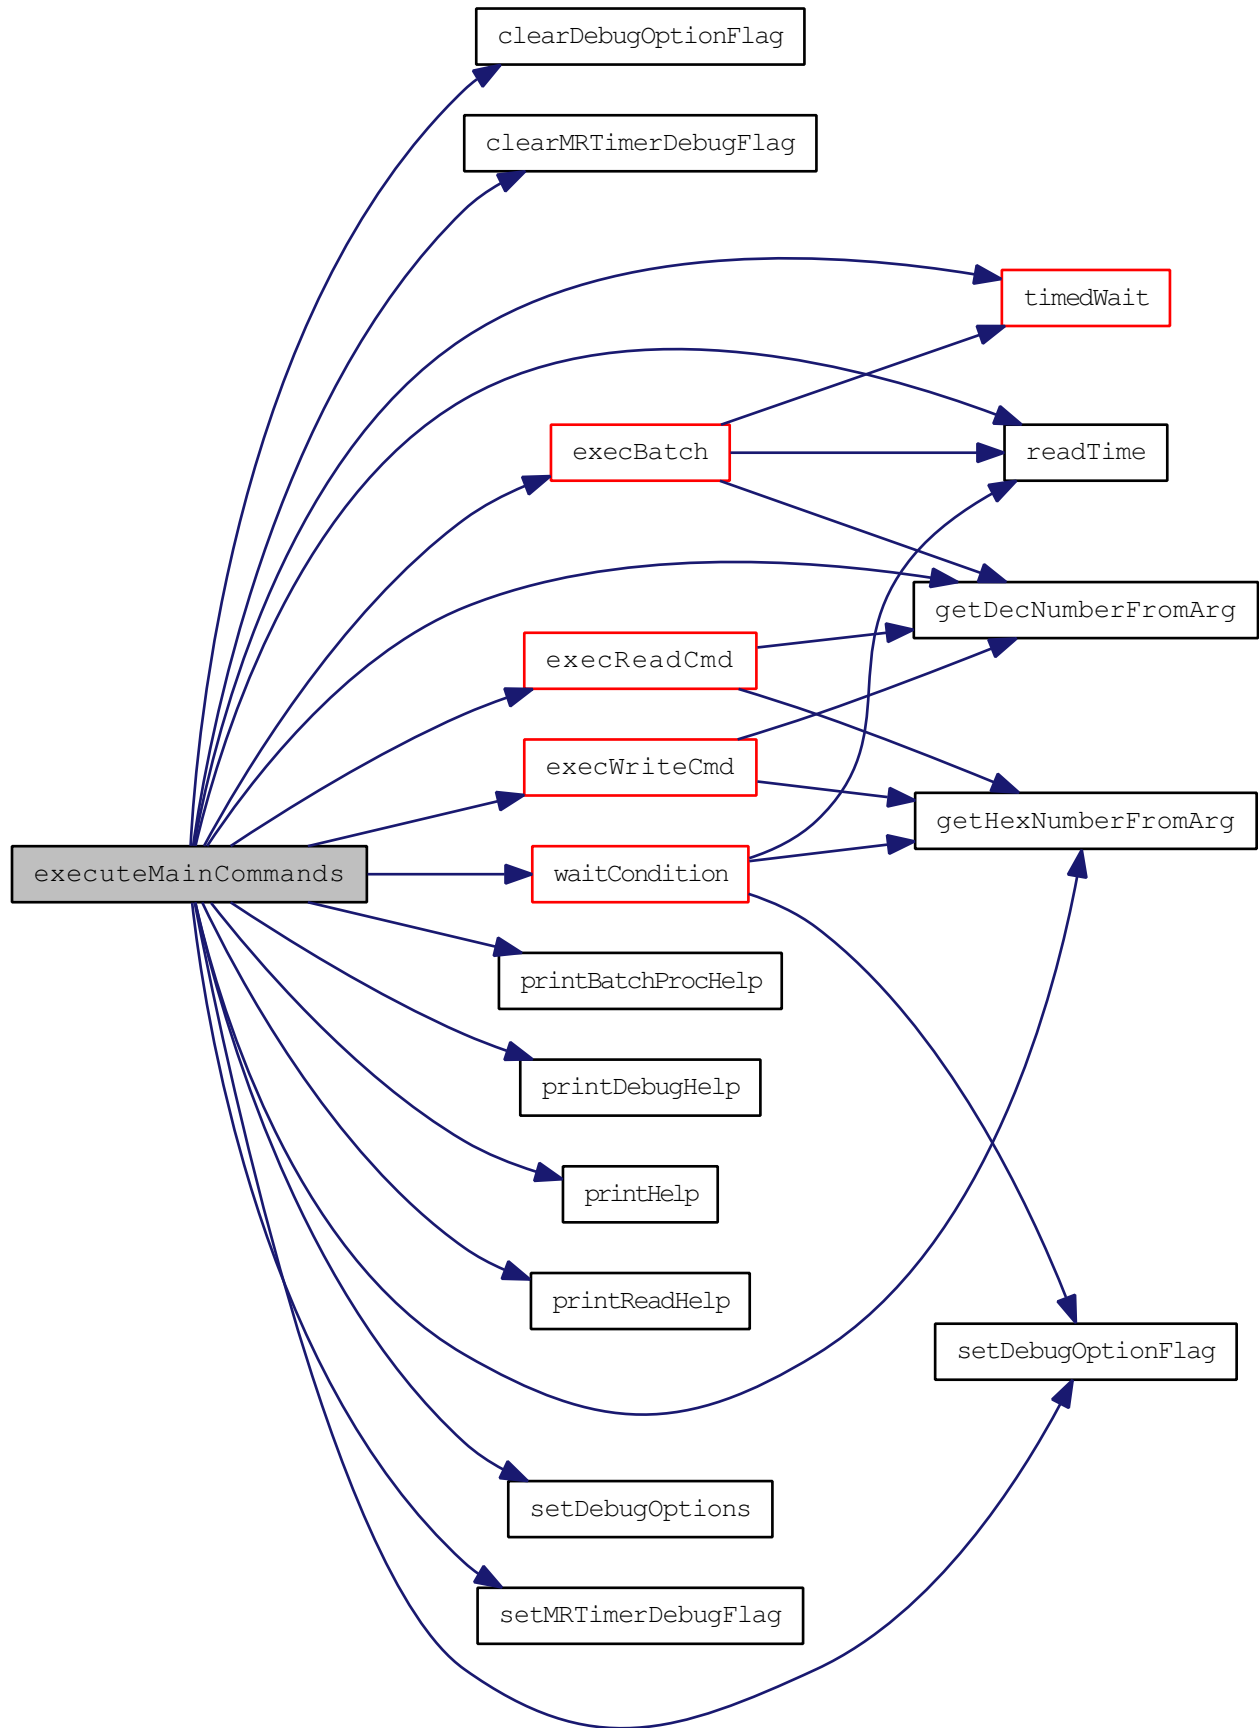 clearDebugOptionFlag
clearMRTimerDebugFlag
timedWait
execBatch
readTime
getDecNumberFromArg
execReadCmd
execWriteCmd
getHexNumberFromArg
executeMainCommands
waitCondition
printBatchProcHelp
printDebugHelp
printHelp
printReadHelp
setDebugOptionFlag
setDebugOptions
setMRTimerDebugFlag